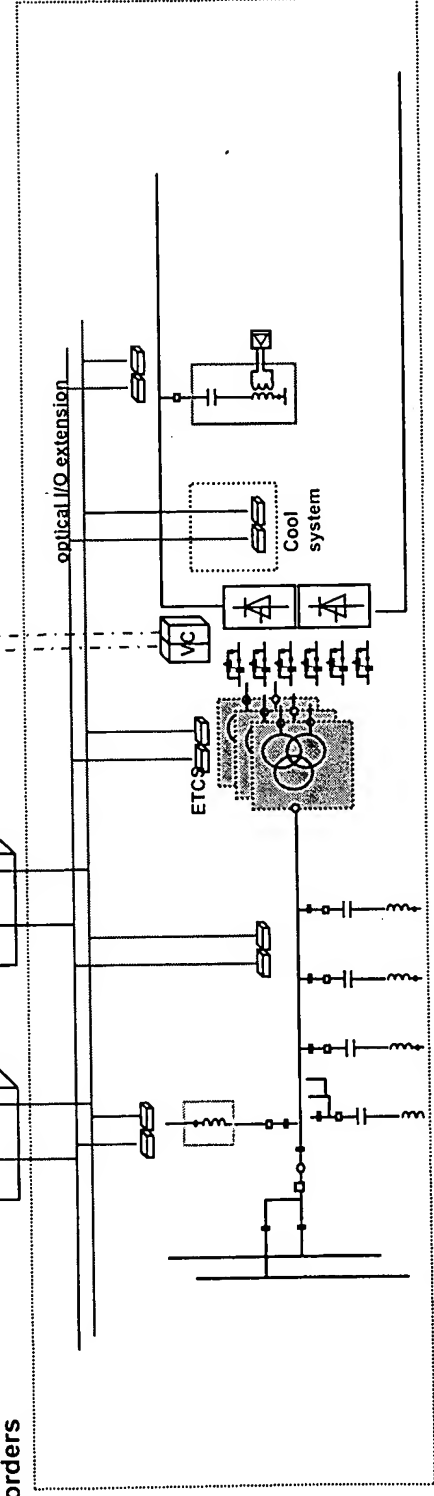 orders
optical I/O extension
VC
ETCS
Cool
system